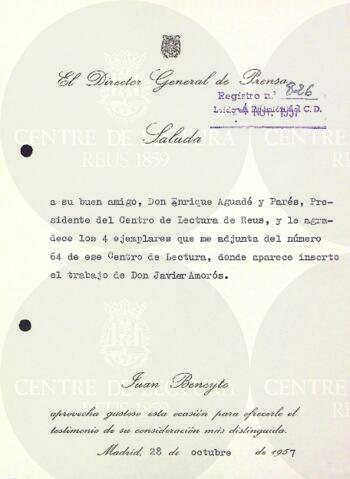 El Director General de Prensa
Registro n.º 826
4 NOV. 1957
C. D.
Saluda
a su buen amigo, Don Enrique Aguadé y Parés, Pre-
sidente del Centro de Lectura de Reus, y le agra-
dece los 4 ejemplares que me adjunta del número
64 de ese Centro de Lectura, donde aparece inserto
el trabajo de Don Javier Amorós.
Juan Beneyto
aprovecha gustoso esta ocasión para ofrecerle el
testimonio de su consideración más distinguida.
Madrid, 28 de octubre de 1957
CENTRE DE LECTURA
REUS 1859
CENTRE DE LECTURA
REUS 1859